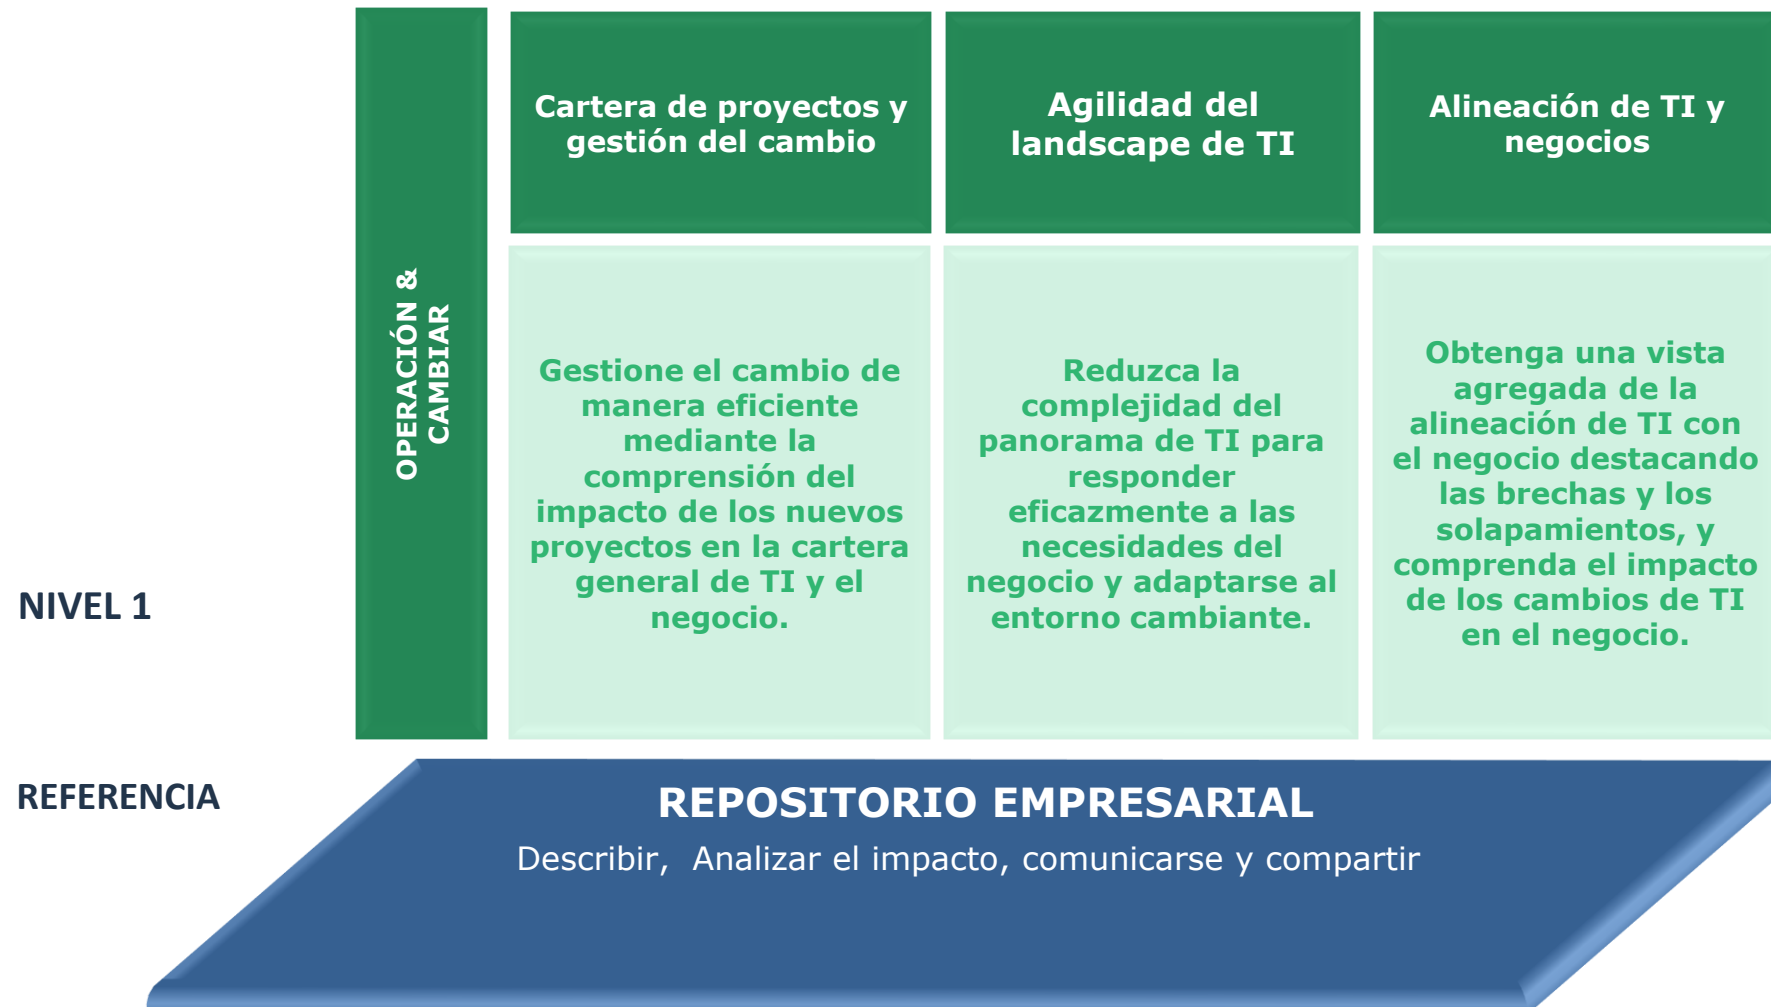 OPERACIÓN &
CAMBIAR
Cartera de proyectos y
gestión del cambio
Agilidad del
landscape de TI
Alineación de TI y
negocios
Gestione el cambio de
manera eficiente
mediante la
comprensión del
impacto de los nuevos
proyectos en la cartera
general de TI y el
negocio.
Reduzca la
complejidad del
panorama de TI para
responder
eficazmente a las
necesidades del
negocio y adaptarse al
entorno cambiante.
Obtenga una vista
agregada de la
alineación de TI con
el negocio destacando
las brechas y los
solapamientos, y
comprenda el impacto
de los cambios de TI
en el negocio.
NIVEL 1
REFERENCIA
REPOSITORIO EMPRESARIAL
Describir,  Analizar el impacto, comunicarse y compartir